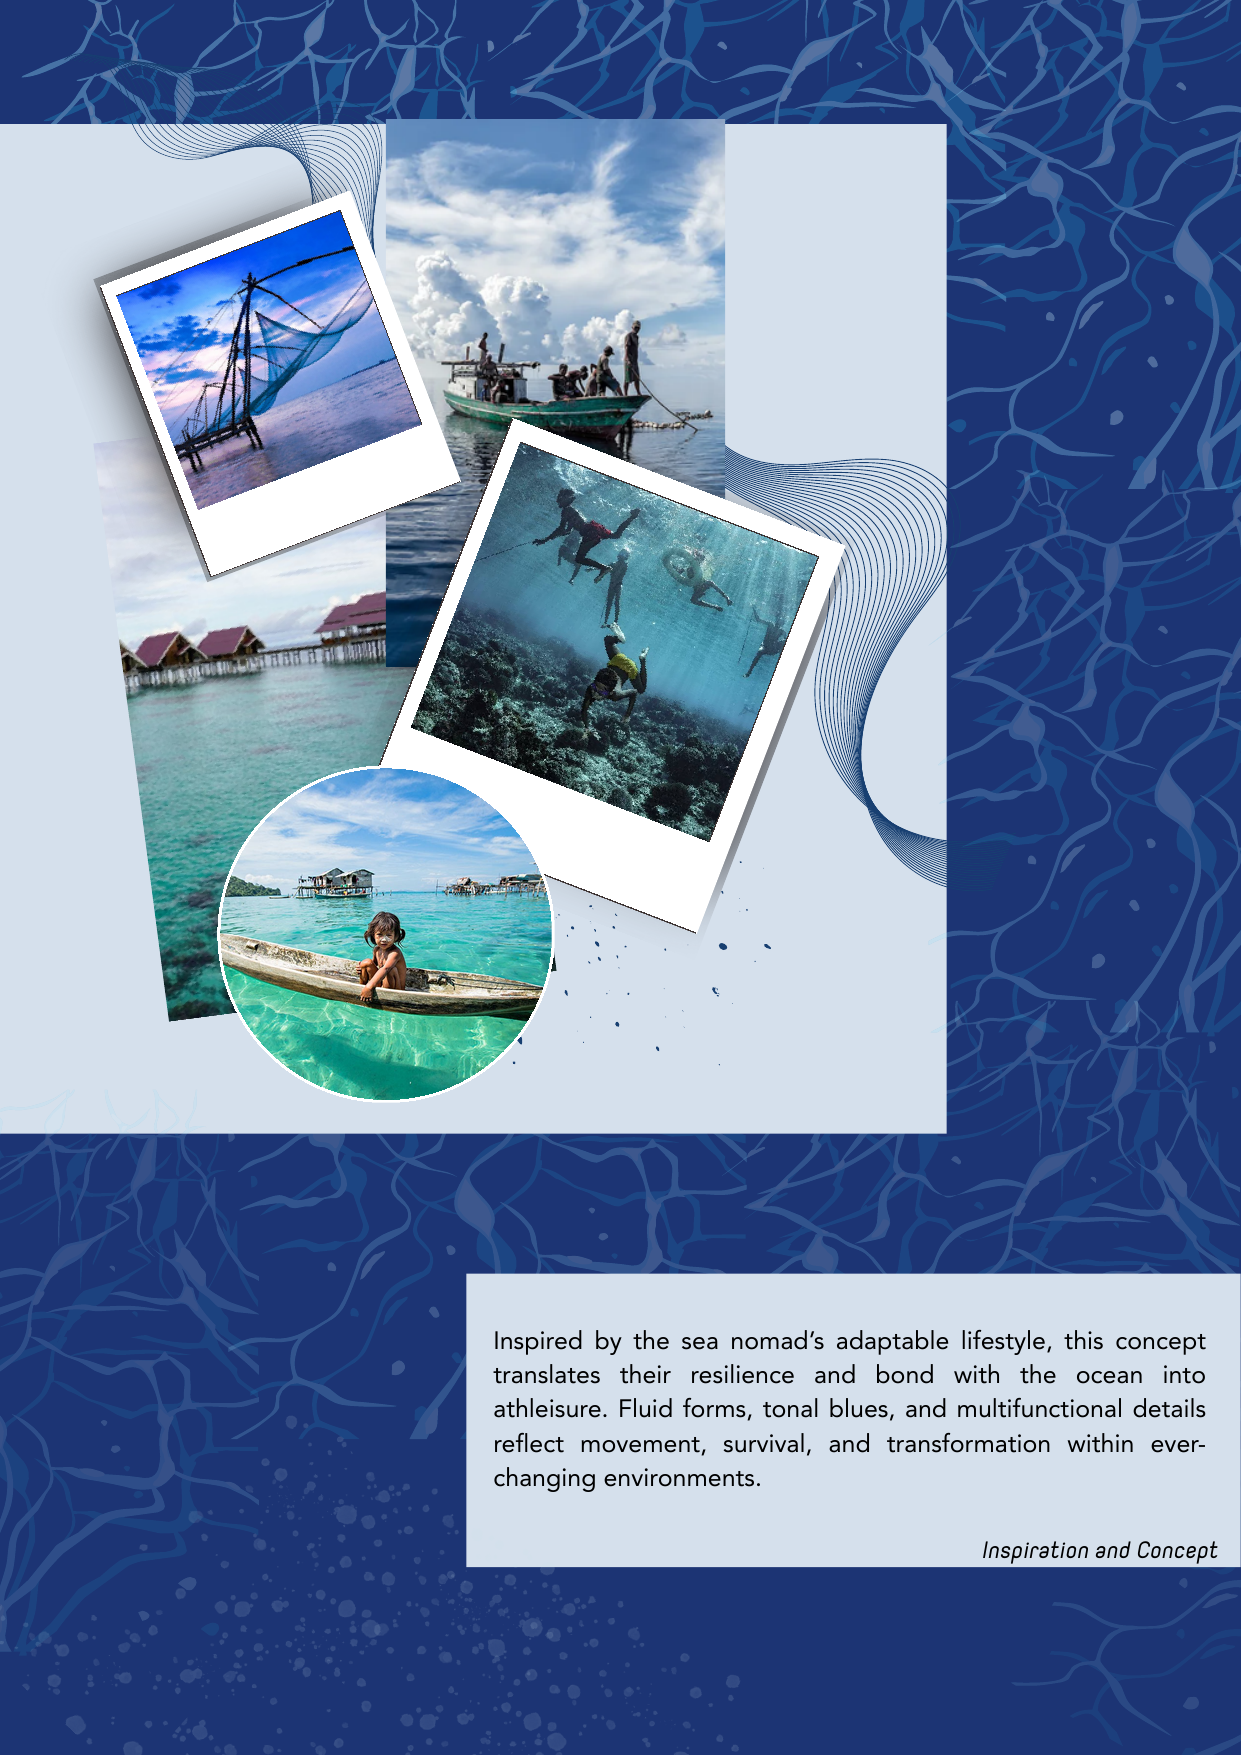 Inspired by the sea nomad’s adaptable lifestyle, this concept
translates their resilience and bond with the ocean into
athleisure. Fluid forms, tonal blues, and multifunctional details
reflect movement, survival, and transformation within ever-
changing environments.
Inspiration and Concept